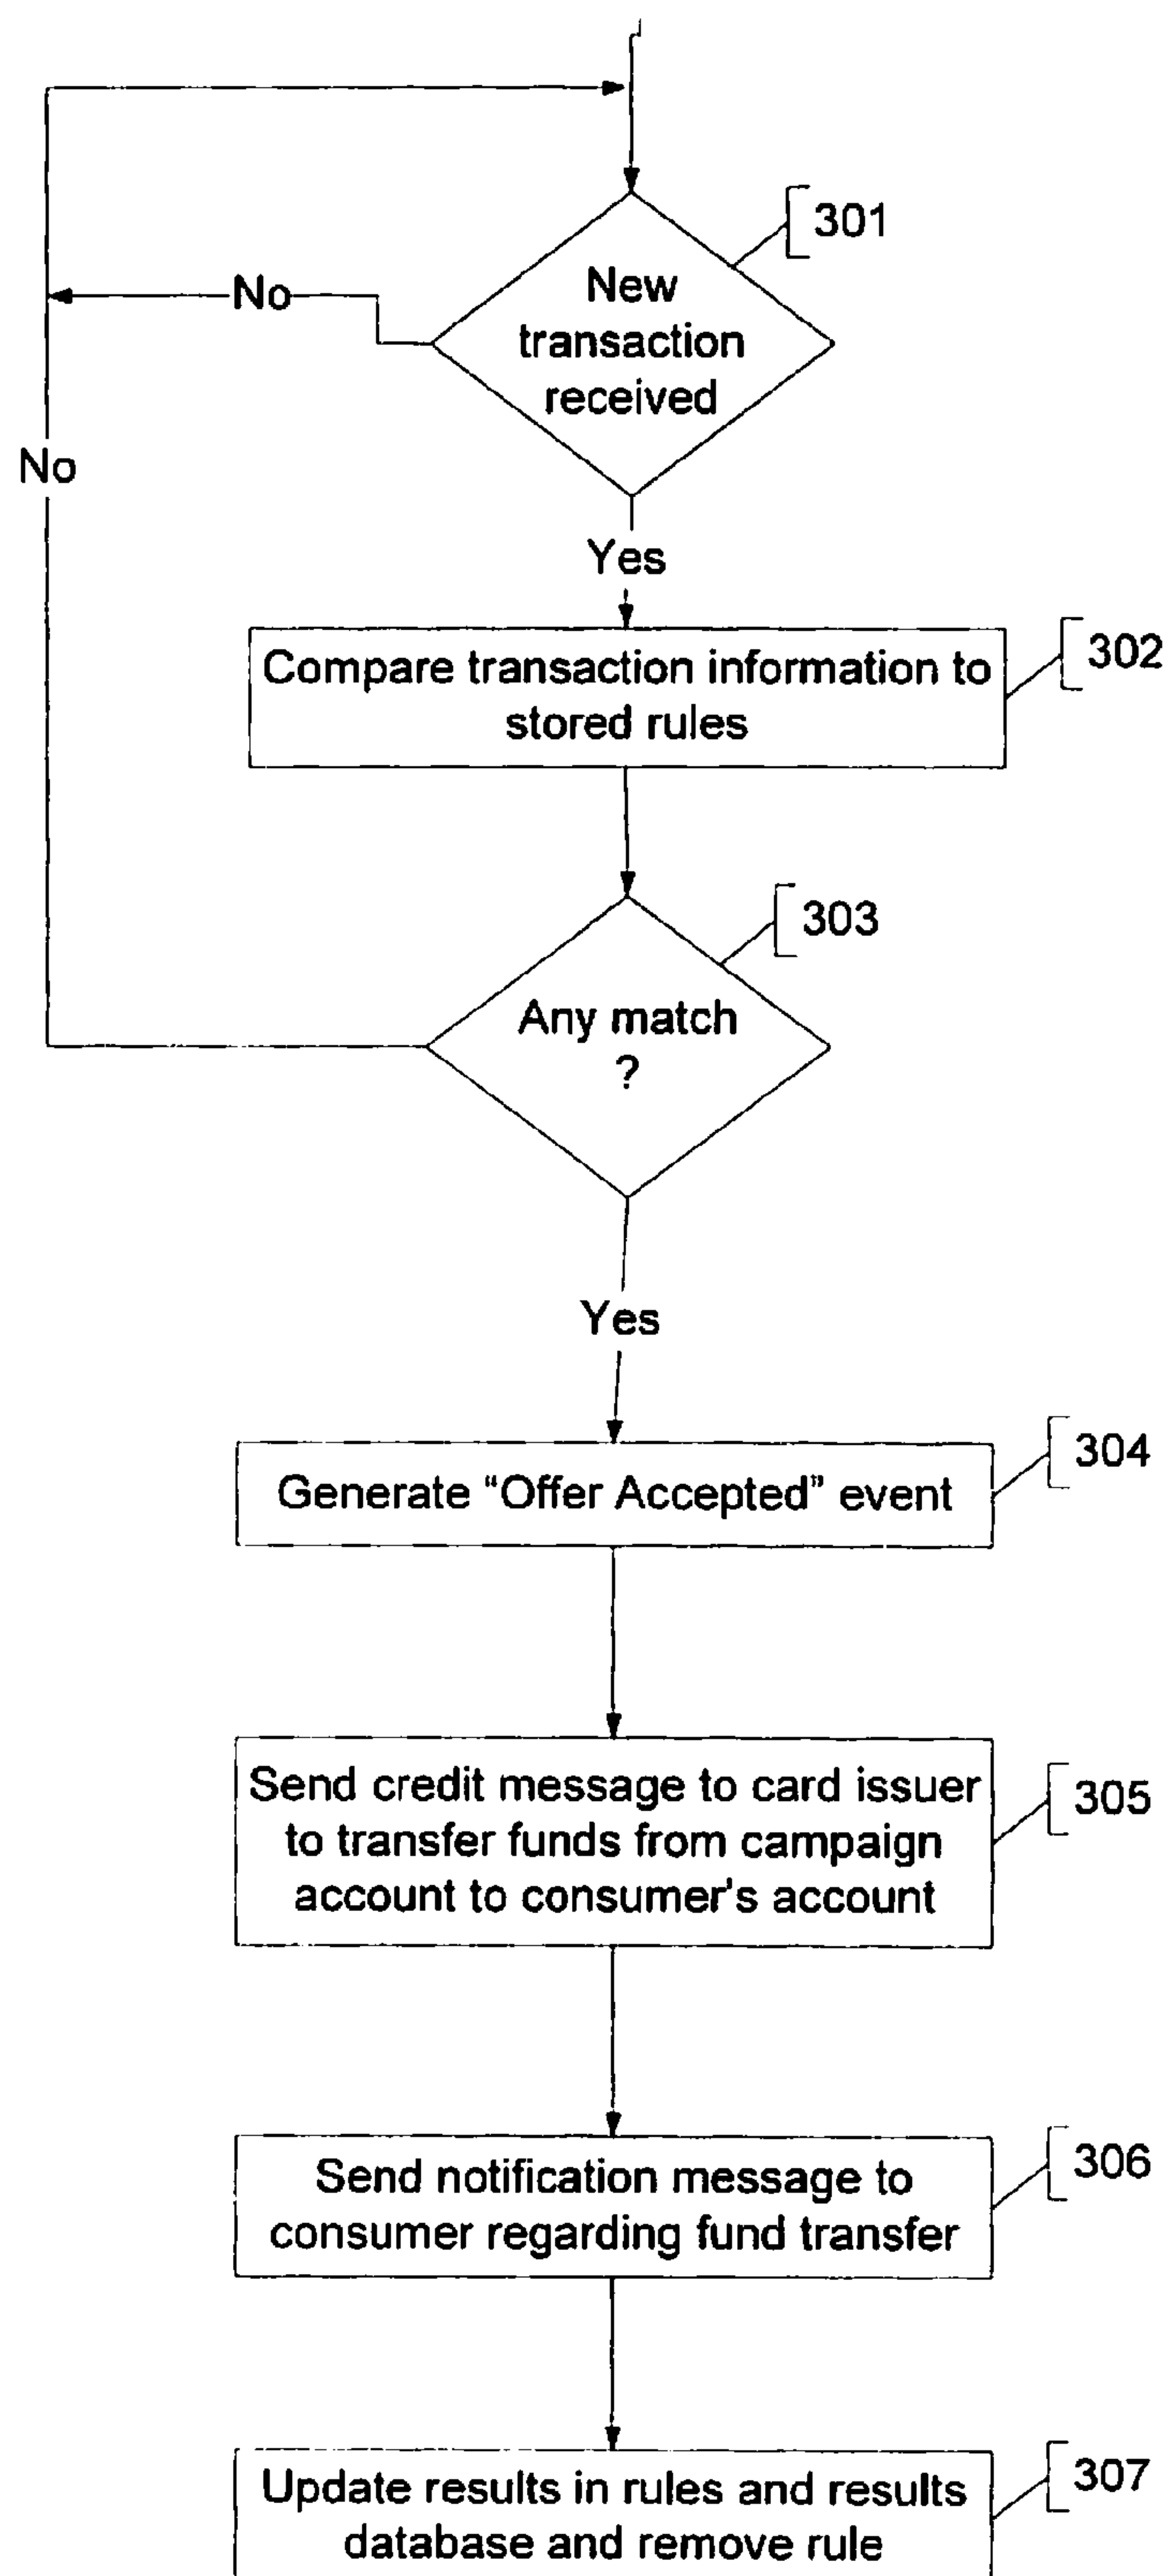 301
New
transaction
received
No
No
Yes
302
Compare transaction information to
stored rules
303
Any match
?
Yes
304
Generate “Offer Accepted” event
305
Send credit message to card issuer
to transfer funds from campaign
account to consumer's account
306
Send notification message to
consumer regarding fund transfer
307
Update results in rules and results
database and remove rule